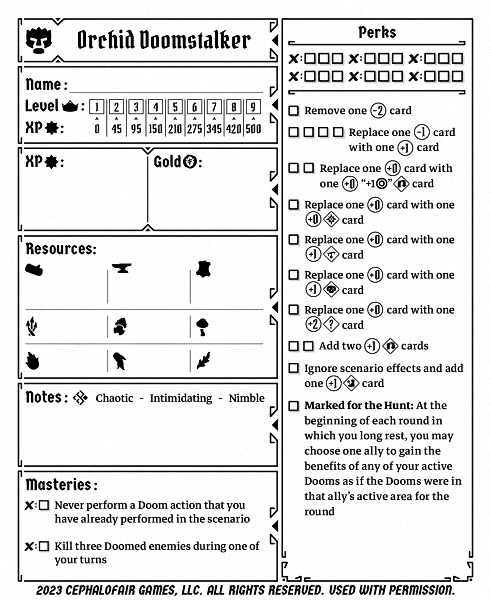 Orchid Doomstalker
Name:
Level :
1 2 3 4 5 6 7 8 9
XP :
0 45 95 150 210 275 345 420 500
XP :
Gold :
Resources:
Notes: Chaotic - Intimidating - Nimble
Masteries:
Never perform a Doom action that you
have already performed in the scenario
Kill three Doomed enemies during one of
your turns
Perks
Remove one -2 card
Replace one -1 card
with one +1 card
Replace one +0 card with
one +0 "+1" card
Replace one +0 card with one
+0 card
Replace one +0 card with one
+1 card
Replace one +0 card with one
+1 card
Replace one +0 card with one
+2 ? card
Add two +1 cards
Ignore scenario effects and add
one +1 card
Marked for the Hunt: At the
beginning of each round in
which you long rest, you may
choose one ally to gain the
benefits of any of your active
Dooms as if the Dooms were in
that ally's active area for the
round
2023 CEPHALOFAIR GAMES, LLC. ALL RIGHTS RESERVED. USED WITH PERMISSION.